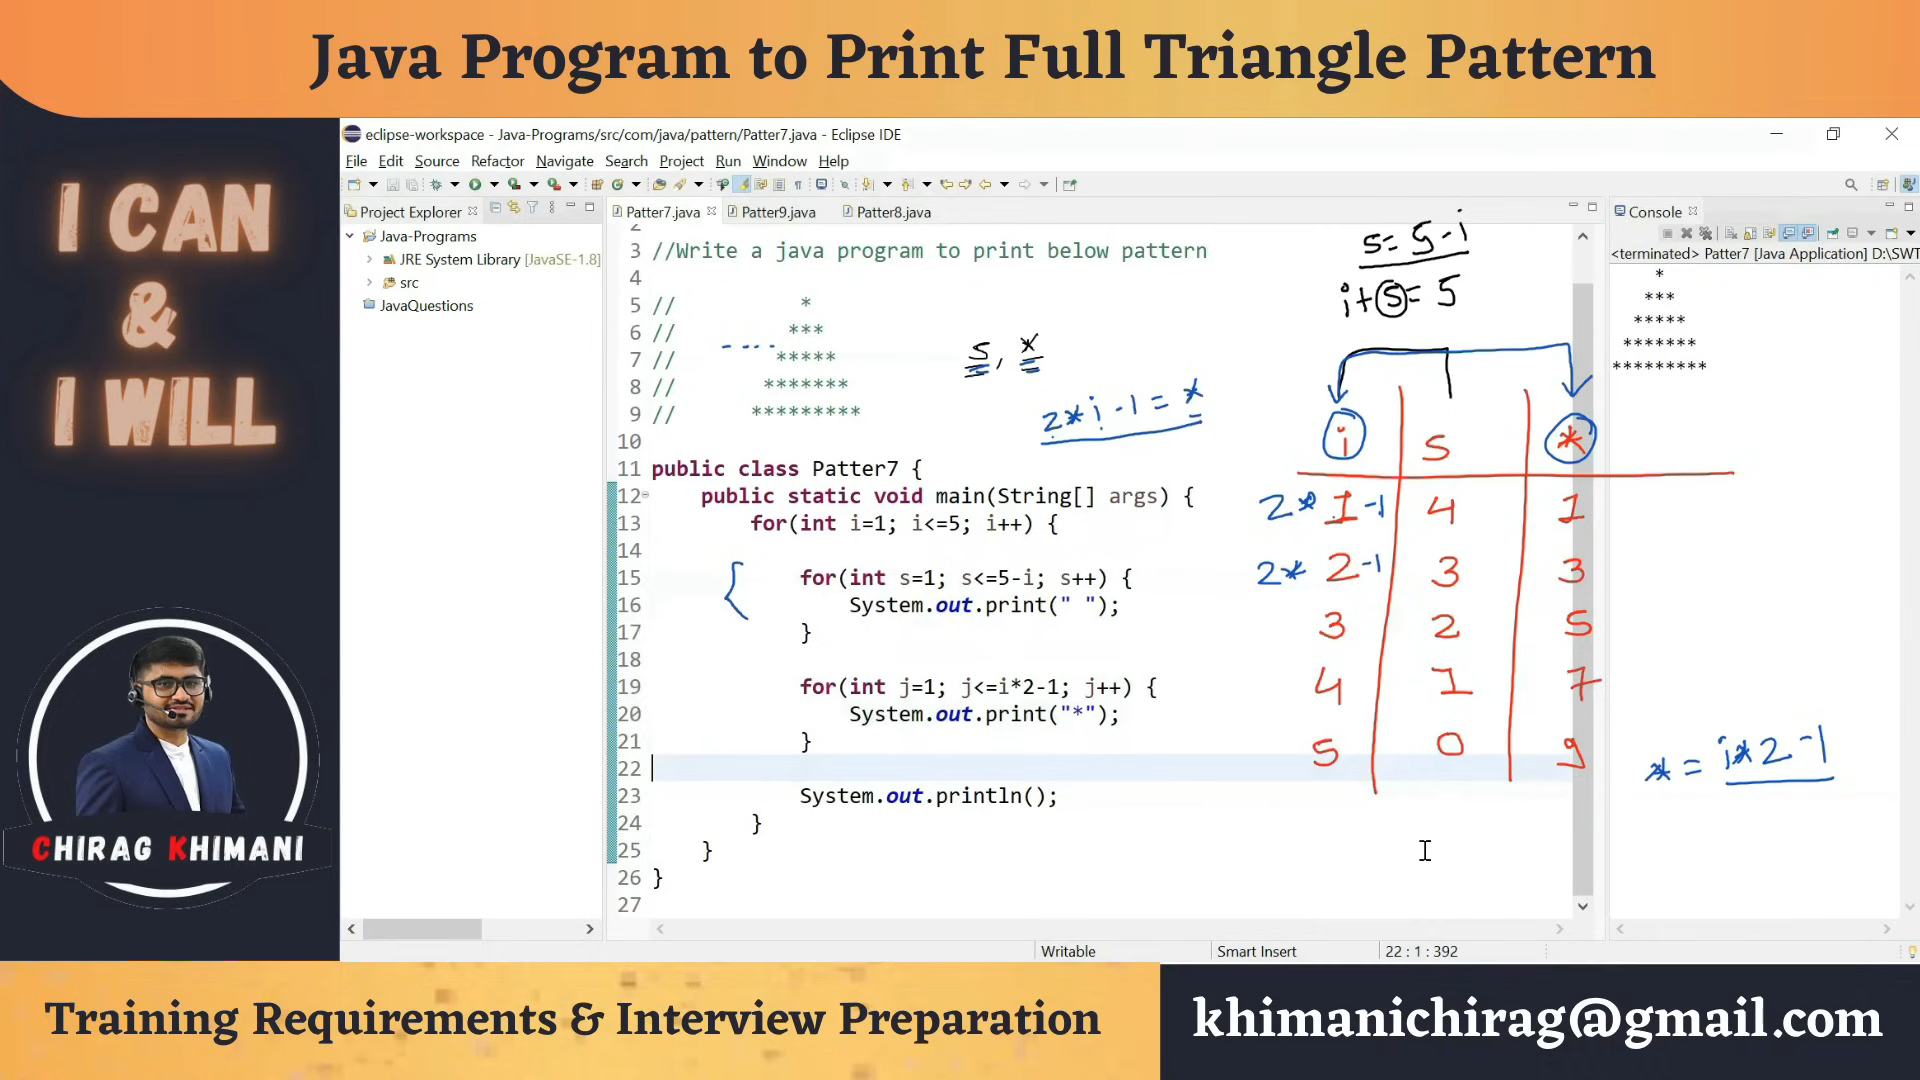 Java Program to Print Full Triangle Pattern
I CAN
&
I WILL
CHIRAG KHIMANI
eclipse-workspace - Java-Programs/src/com/java/pattern/Patter7.java - Eclipse IDE
File Edit Source Refactor Navigate Search Project Run Window Help
Project Explorer
Java-Programs
JRE System Library [JavaSE-1.8]
src
JavaQuestions
Patter7.java Patter9.java Patter8.java
2
3 //Write a java program to print below pattern
4
5 // *
6 // ***
7 // *****
8 // *******
9 // *********
10
11 public class Patter7 {
12 public static void main(String[] args) {
13 for(int i=1; i<=5; i++) {
14
15 for(int s=1; s<=5-i; s++) {
16 System.out.print(" ");
17 }
18
19 for(int j=1; j<=i*2-1; j++) {
20 System.out.print("*");
21 }
22
23 System.out.println();
24 }
25 }
26 }
27
s, *
2*i-1=*
s=5-i
i+s=5
i s *
2*1-1 4 1
2*2-1 3 3
3 2 5
4 1 7
5 0 9
*=i*2-1
Console
<terminated> Patter7 [Java Application] D:\SWT
*
***
*****
*******
*********
Writable Smart Insert 22 : 1 : 392
Training Requirements & Interview Preparation
khimanichirag@gmail.com